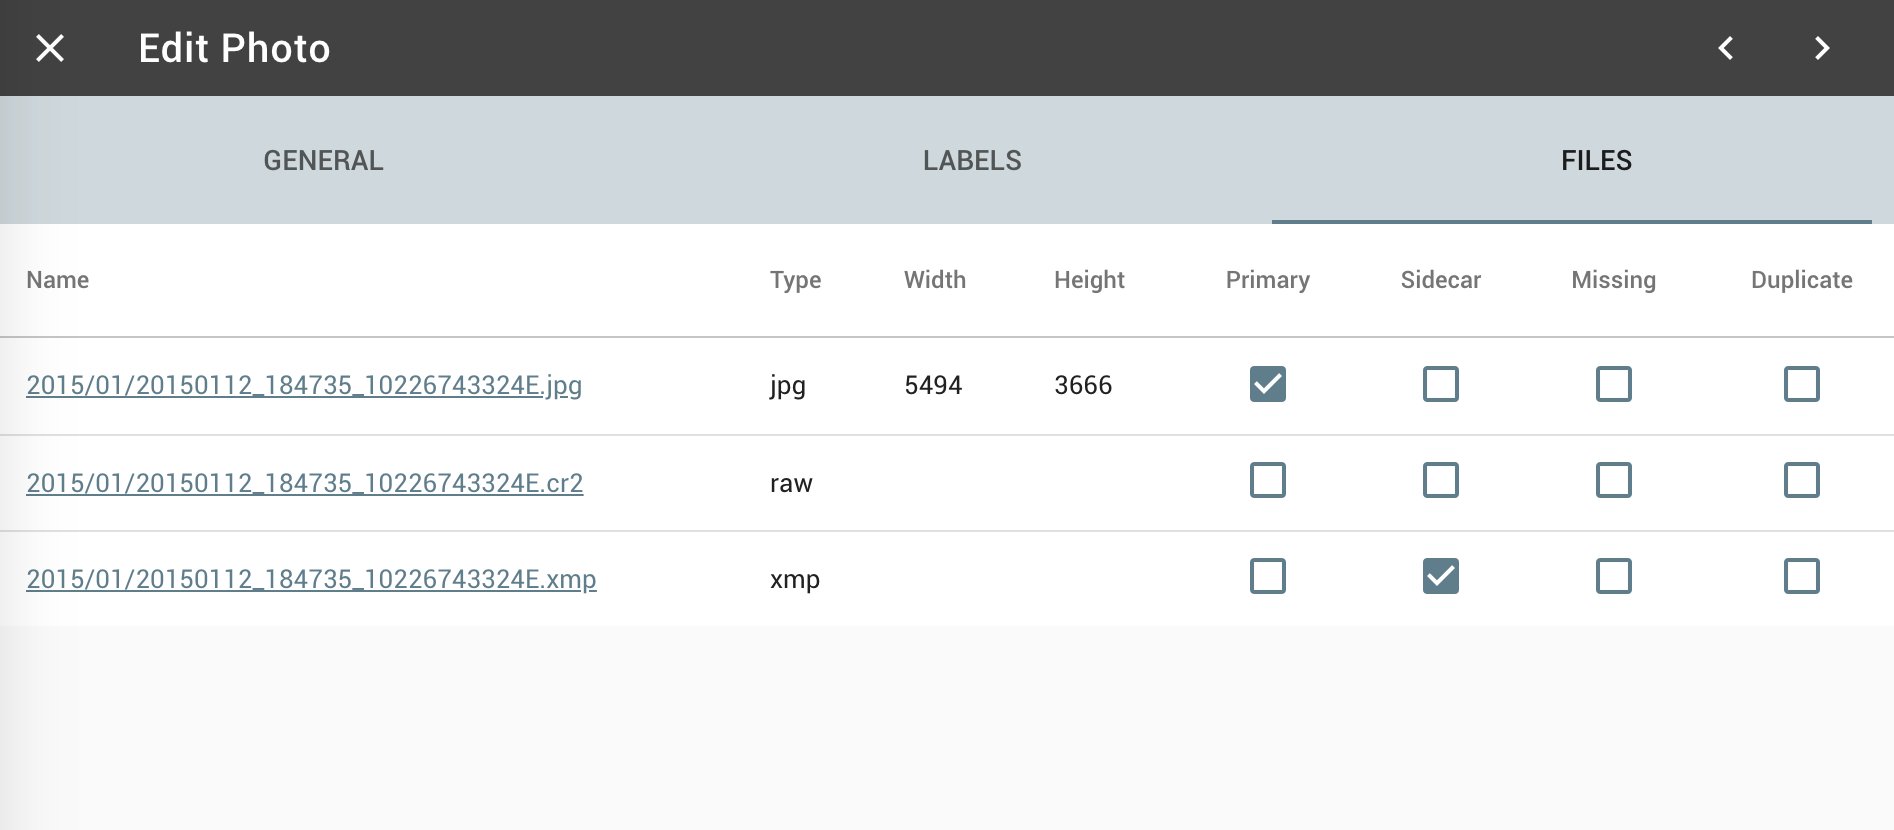 Edit Photo
GENERAL LABELS FILES
Name Type Width Height Primary Sidecar Missing Duplicate
2015/01/20150112_184735_10226743324E.jpg jpg 5494 3666
2015/01/20150112_184735_10226743324E.cr2 raw
2015/01/20150112_184735_10226743324E.xmp xmp